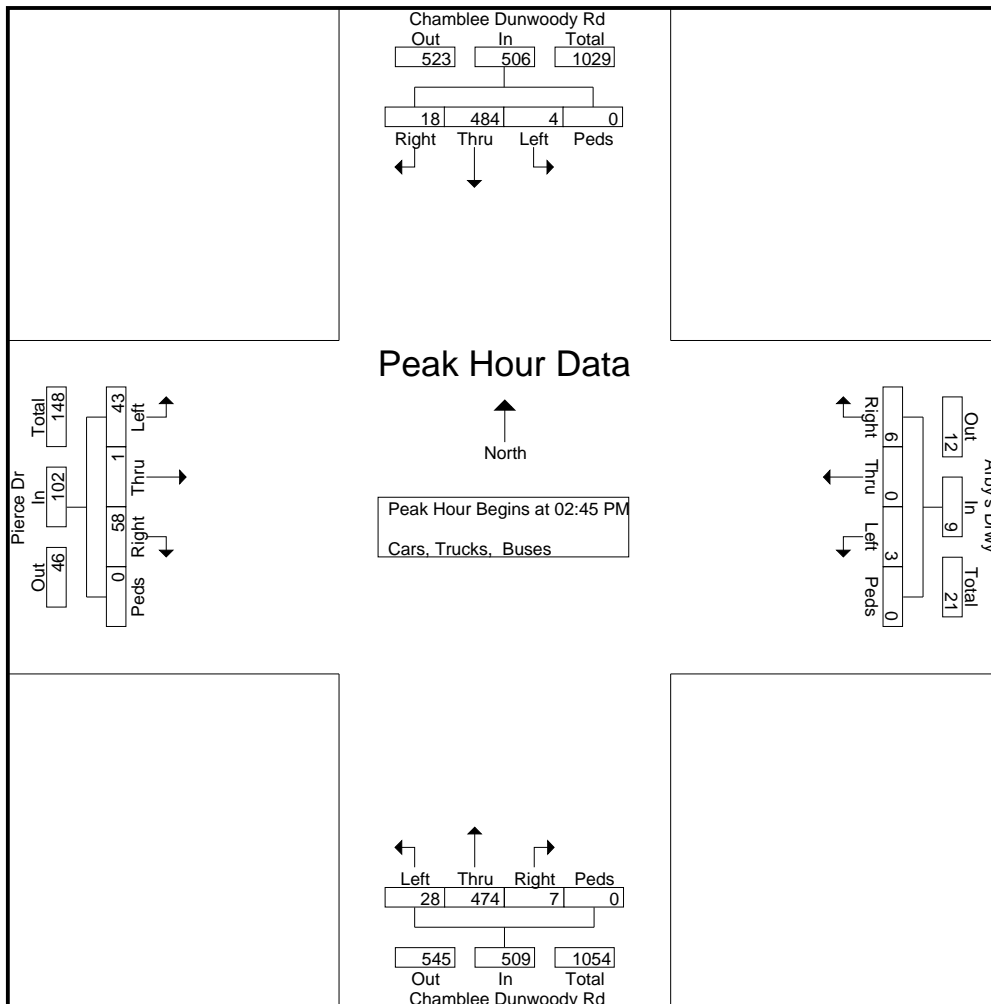 Chamblee Dunwoody Rd
Out In Total
523 506 1029
18 484 4 0
Right Thru Left Peds
Peak Hour Data
North
Peak Hour Begins at 02:45 PM
Cars, Trucks, Buses
Pierce Dr
Total In Out
148 102 46
43 1 58 0
Left Thru Right Peds
Right Thru Left Peds
6 0 3 0
Out In Total
12 9 21
Arby's Drwy
Left Thru Right Peds
28 474 7 0
545 509 1054
Out In Total
Chamblee Dunwoody Rd